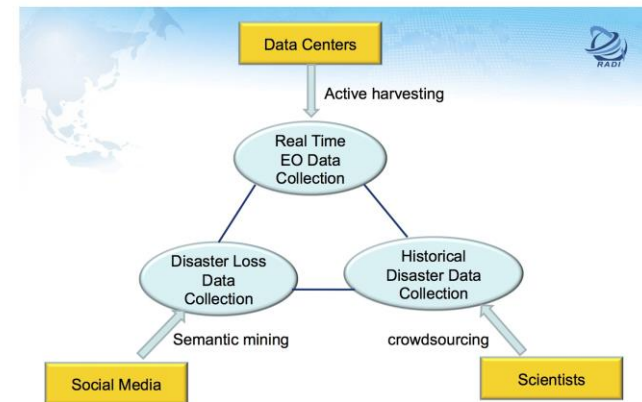 Data Centers
RADI
Active harvesting
Real Time
EO Data
Collection
Disaster Loss
Data
Collection
Historical
Disaster Data
Collection
Semantic mining
crowdsourcing
Social Media
Scientists